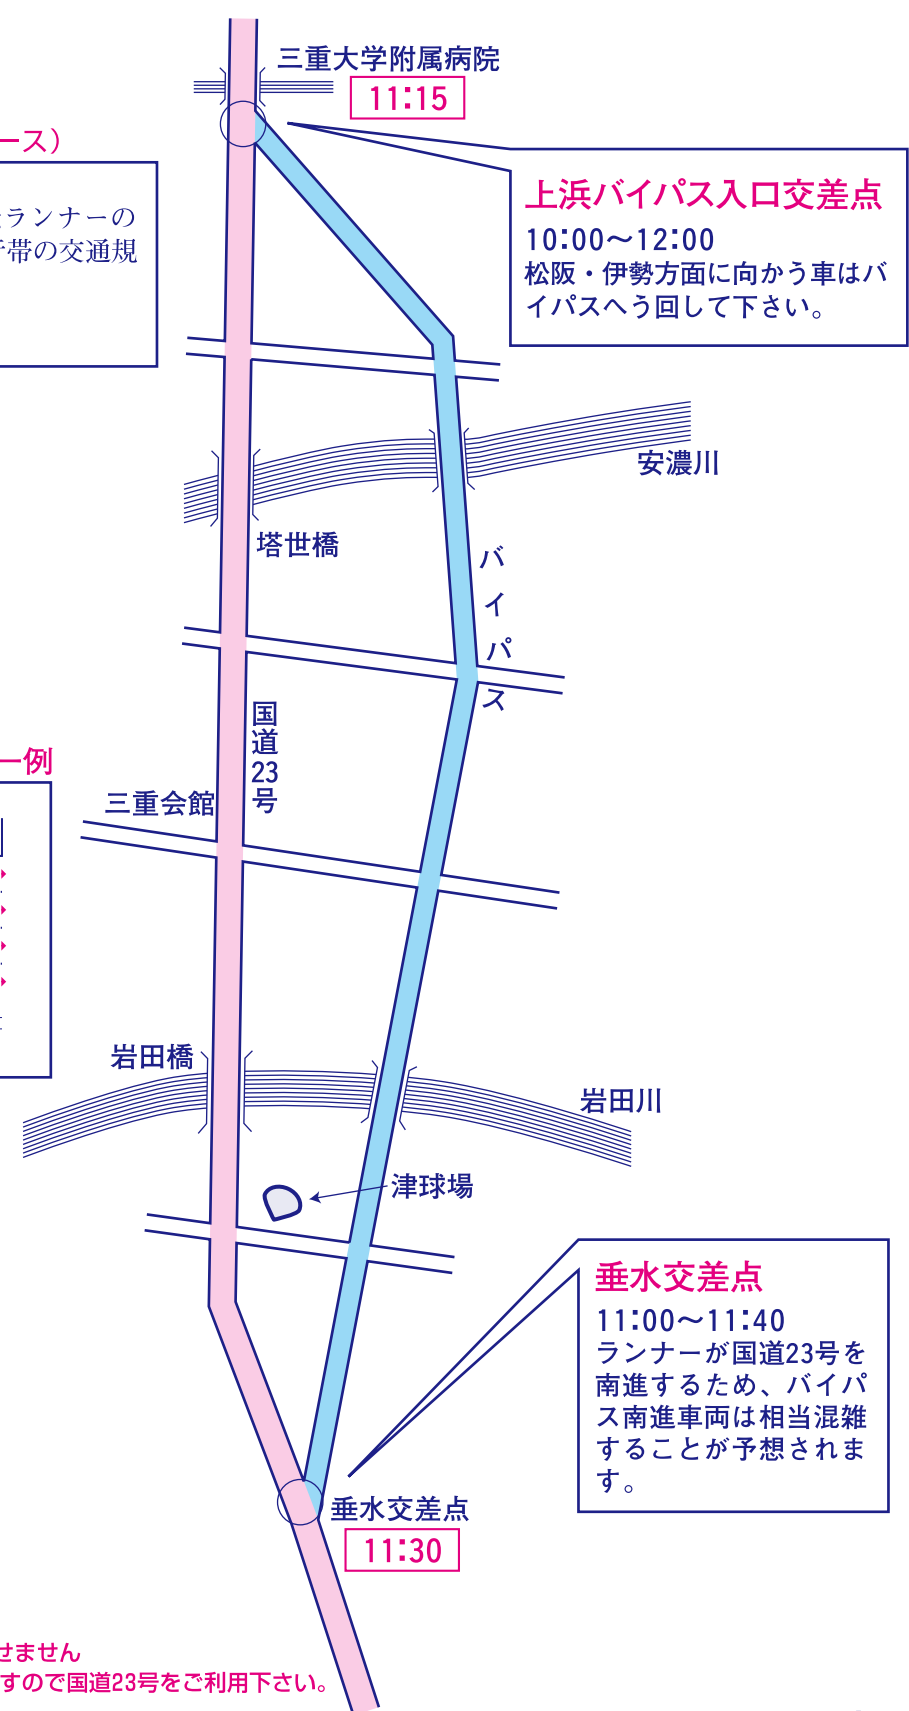 三重大学附属病院
11:15
ース）
ランナーの
帯の交通規
上浜バイパス入口交差点
10:00～12:00
松阪・伊勢方面に向かう車はバ
イパスへう回して下さい。
安濃川
塔世橋
バイパス
国道23号
一例
三重会館
岩田橋
岩田川
津球場
垂水交差点
11:00～11:40
ランナーが国道23号を
南進するため、バイパ
ス南進車両は相当混雑
することが予想されま
す。
垂水交差点
11:30
せません
すので国道23号をご利用下さい。